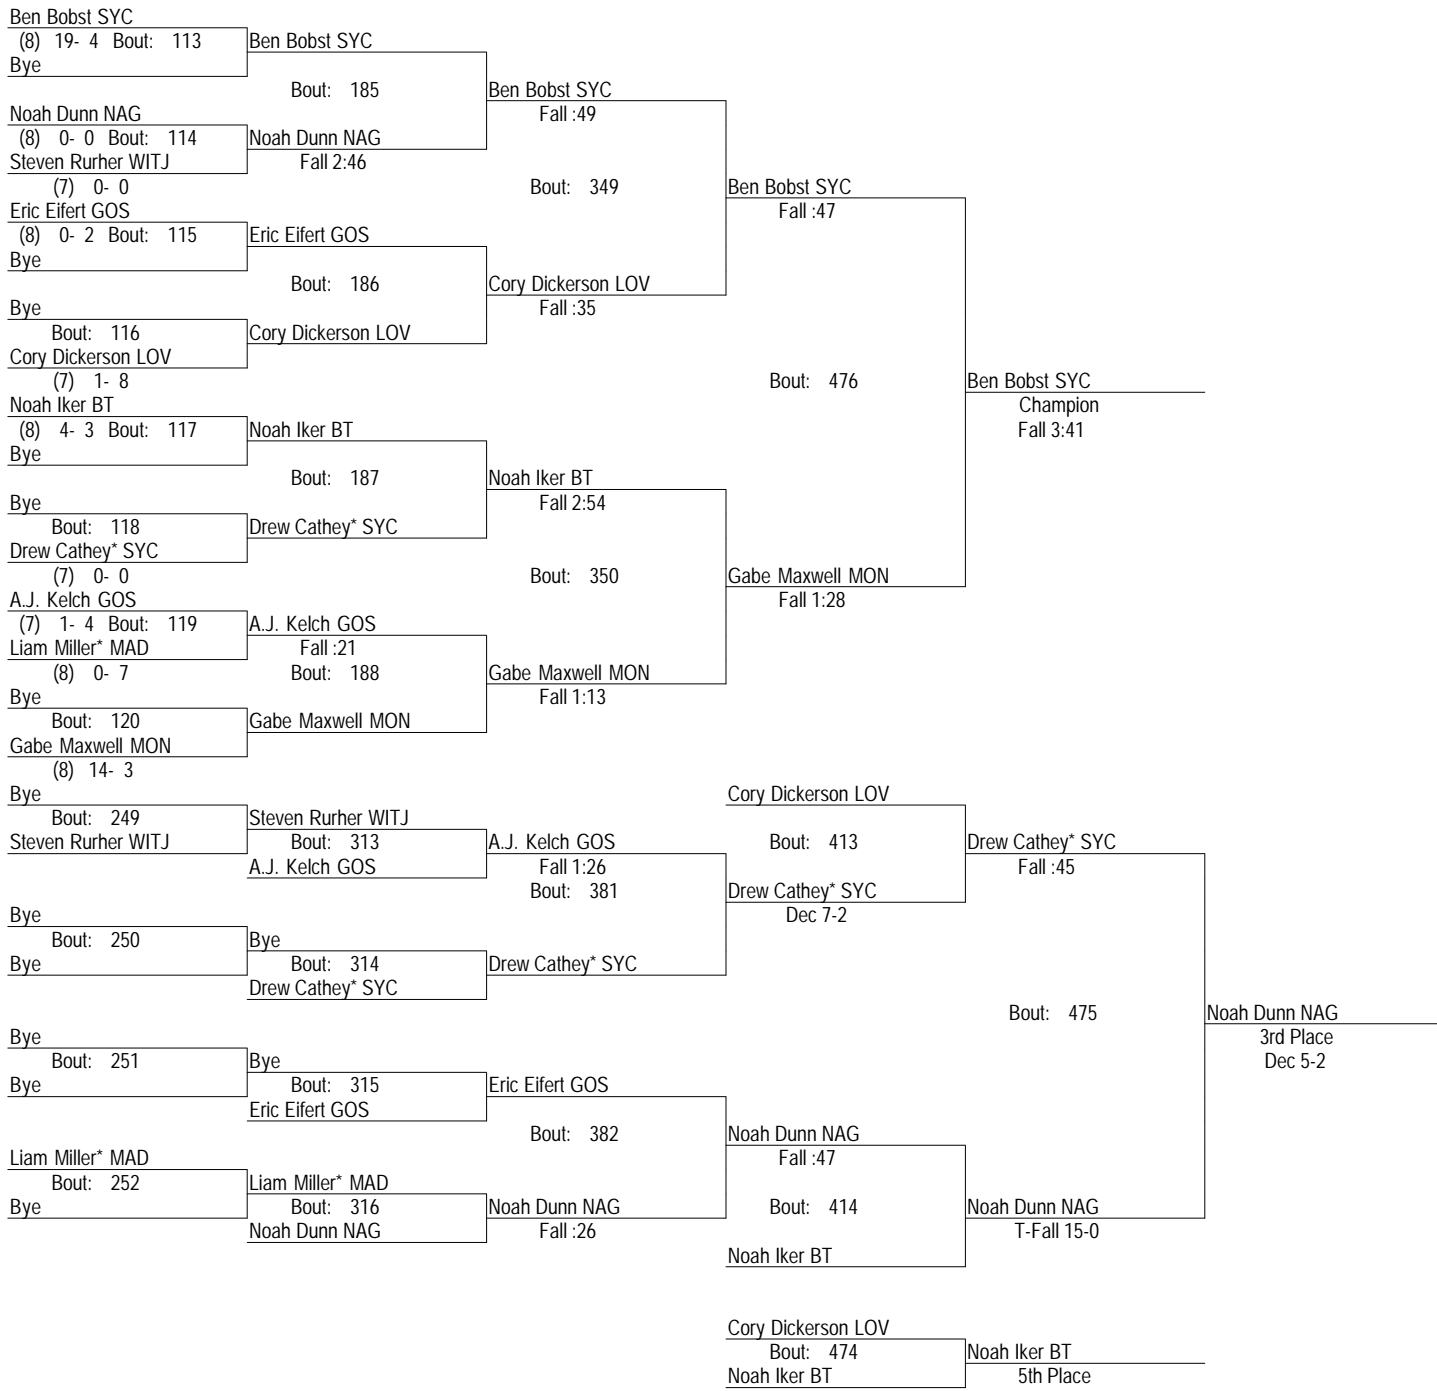 Ben Bobst SYC
(8) 19- 4 Bout: 113 Ben Bobst SYC
Bye
Bout: 185 Ben Bobst SYC
Noah Dunn NAG Fall :49
(8) 0- 0 Bout: 114 Noah Dunn NAG
Steven Rurher WITJ Fall 2:46
(7) 0- 0 Bout: 349 Ben Bobst SYC
Eric Eifert GOS Fall :47
(8) 0- 2 Bout: 115 Eric Eifert GOS
Bye
Bout: 186 Cory Dickerson LOV
Bye Fall :35
Bout: 116 Cory Dickerson LOV
Cory Dickerson LOV
(7) 1- 8 Bout: 476 Ben Bobst SYC
Noah Iker BT Champion
(8) 4- 3 Bout: 117 Noah Iker BT Fall 3:41
Bye
Bout: 187 Noah Iker BT
Bye Fall 2:54
Bout: 118 Drew Cathey* SYC
Drew Cathey* SYC
(7) 0- 0 Bout: 350 Gabe Maxwell MON
A.J. Kelch GOS Fall 1:28
(7) 1- 4 Bout: 119 A.J. Kelch GOS
Liam Miller* MAD Fall :21
(8) 0- 7 Bout: 188 Gabe Maxwell MON
Bye Fall 1:13
Bout: 120 Gabe Maxwell MON
Gabe Maxwell MON
(8) 14- 3
Bye Cory Dickerson LOV
Bout: 249 Steven Rurher WITJ
Steven Rurher WITJ Bout: 313 A.J. Kelch GOS Bout: 413 Drew Cathey* SYC
A.J. Kelch GOS Fall 1:26 Fall :45
Bout: 381 Drew Cathey* SYC
Bye Dec 7-2
Bout: 250 Bye
Bye Bout: 314 Drew Cathey* SYC
Drew Cathey* SYC
Bout: 475 Noah Dunn NAG
Bye 3rd Place
Bout: 251 Bye Dec 5-2
Bye Bout: 315 Eric Eifert GOS
Eric Eifert GOS
Bout: 382 Noah Dunn NAG
Liam Miller* MAD Fall :47
Bout: 252 Liam Miller* MAD
Bye Bout: 316 Noah Dunn NAG Bout: 414 Noah Dunn NAG
Noah Dunn NAG Fall :26 T-Fall 15-0
Noah Iker BT
Cory Dickerson LOV
Bout: 474 Noah Iker BT
Noah Iker BT 5th Place